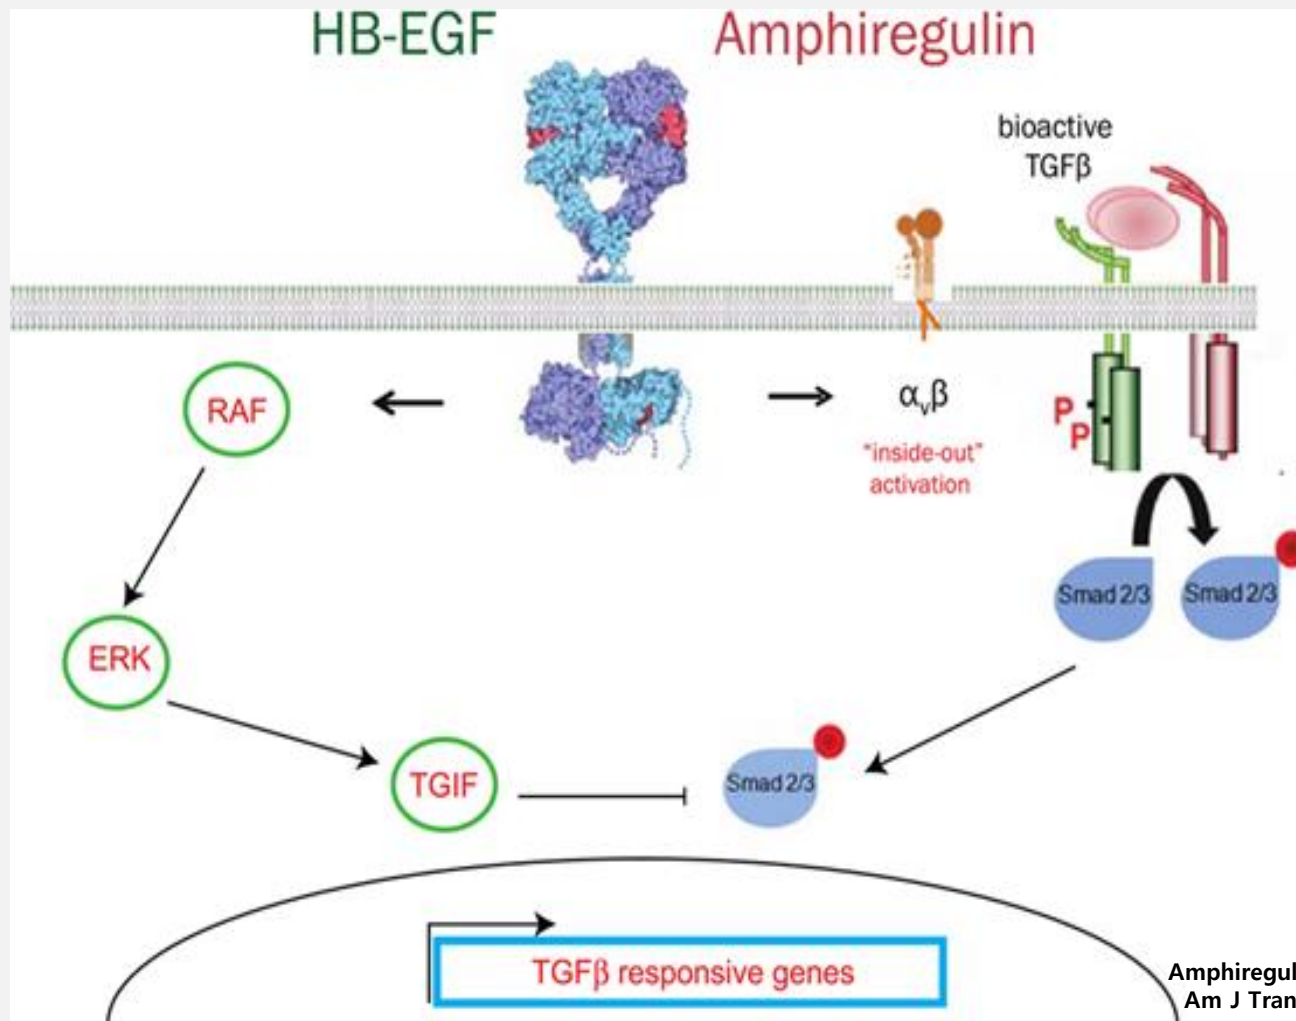 HB-EGF
Amphiregulin
bioactive
TGFβ
RAF
αvβ
"inside-out"
activation
P
P
Smad 2/3
Smad 2/3
ERK
TGIF
Smad 2/3
TGFβ responsive genes
Am J